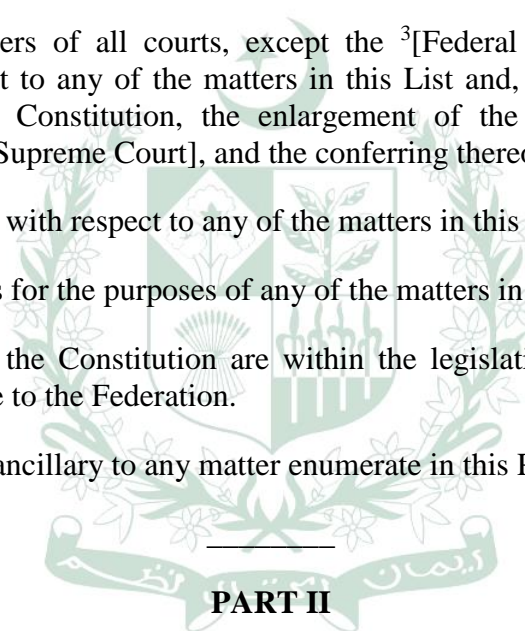 ers of all courts, except the ³[Federal
t to any of the matters in this List and,
Constitution, the enlargement of the
Supreme Court], and the conferring thereo
with respect to any of the matters in this
s for the purposes of any of the matters in
the Constitution are within the legislati
e to the Federation.
ancillary to any matter enumerate in this P
ایمان اتحاد نظم
PART II